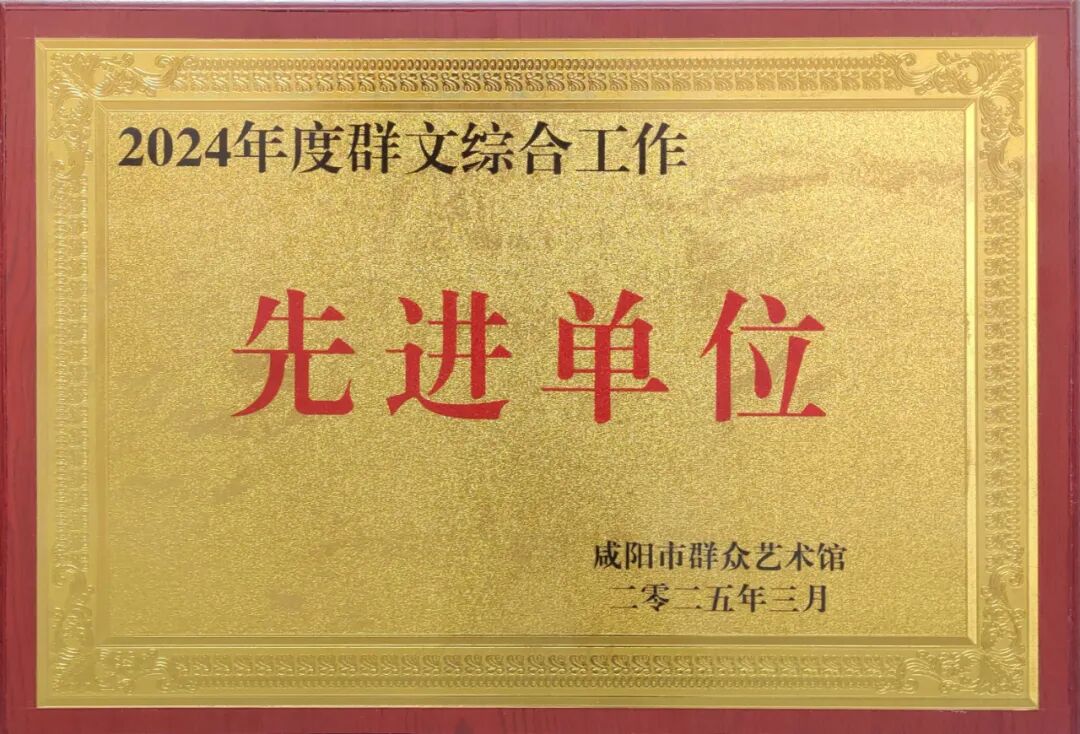 2024年度群文综合工作
先进单位
咸阳市群众艺术馆
二零二五年三月